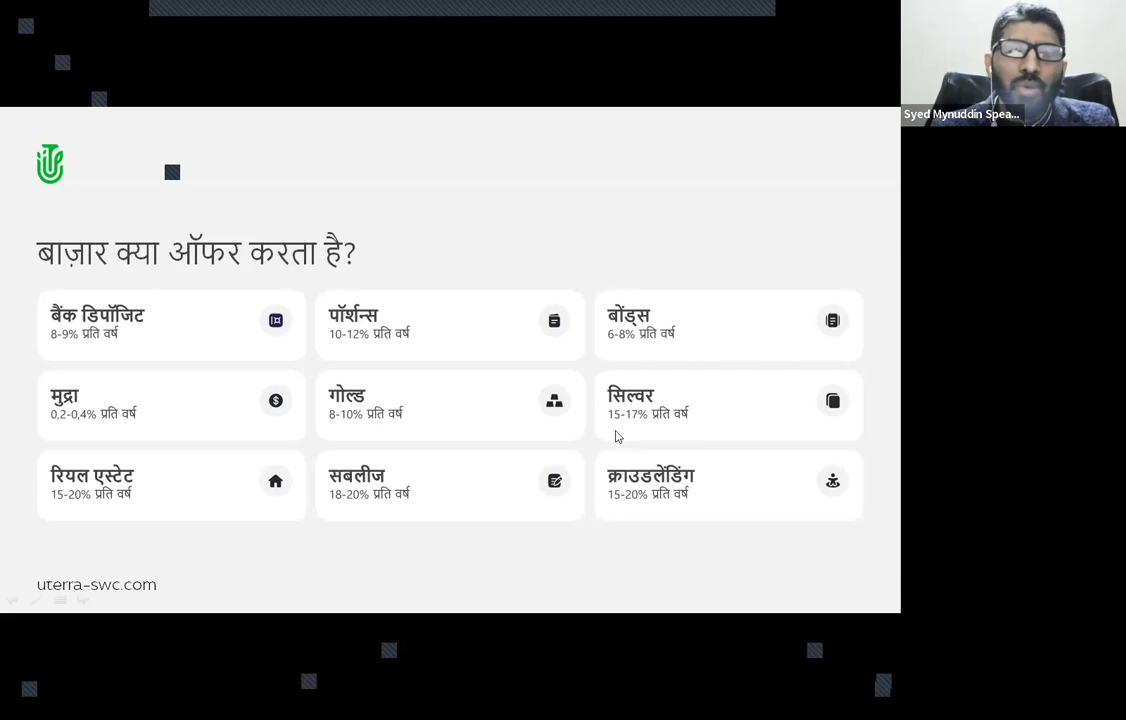 Syed Mynuddin Spea...
बाज़ार क्या ऑफर करता है?
बैंक डिपॉजिट
8-9% प्रति वर्ष
पॉर्शन्स
10-12% प्रति वर्ष
बोंड्स
6-8% प्रति वर्ष
मुद्रा
0,2-0,4% प्रति वर्ष
गोल्ड
8-10% प्रति वर्ष
सिल्वर
15-17% प्रति वर्ष
रियल एस्टेट
15-20% प्रति वर्ष
सबलीज
18-20% प्रति वर्ष
क्राउडलेंडिंग
15-20% प्रति वर्ष
uterra-swc.com